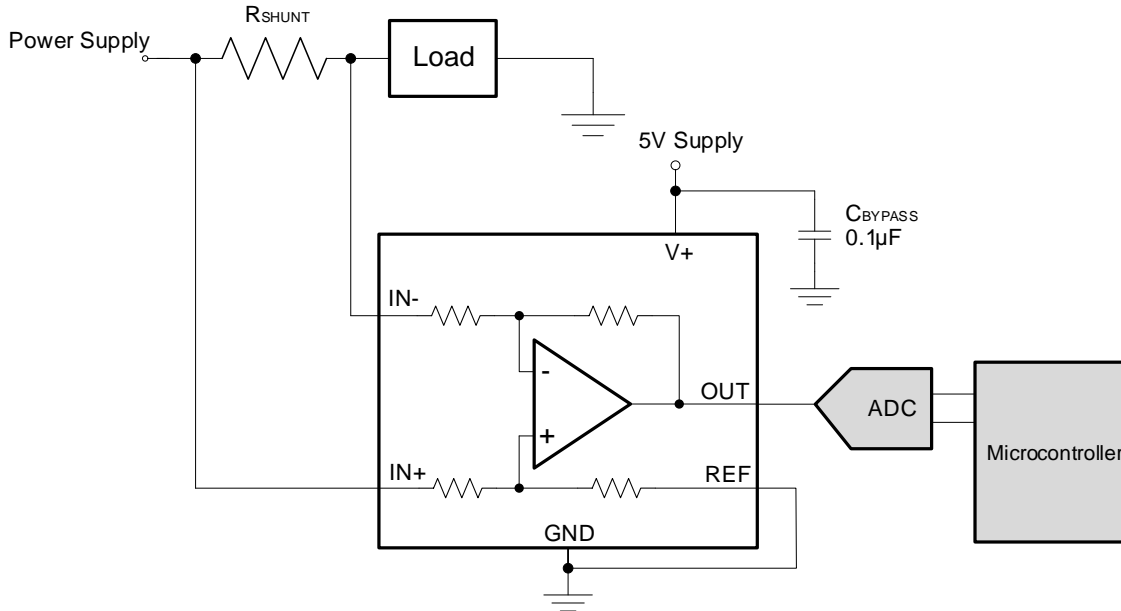 RSHUNT
Power Supply
Load
5V Supply
CBYPASS
0.1µF
V+
IN-
-
OUT
ADC
+
Microcontroller
IN+
REF
GND